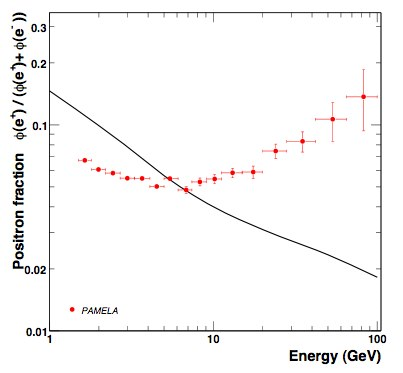 Positron fraction φ(e⁺) / (φ(e⁺)+ φ(e⁻))
0.3
0.2
0.1
0.02
0.01
PAMELA
1 10 100
Energy (GeV)